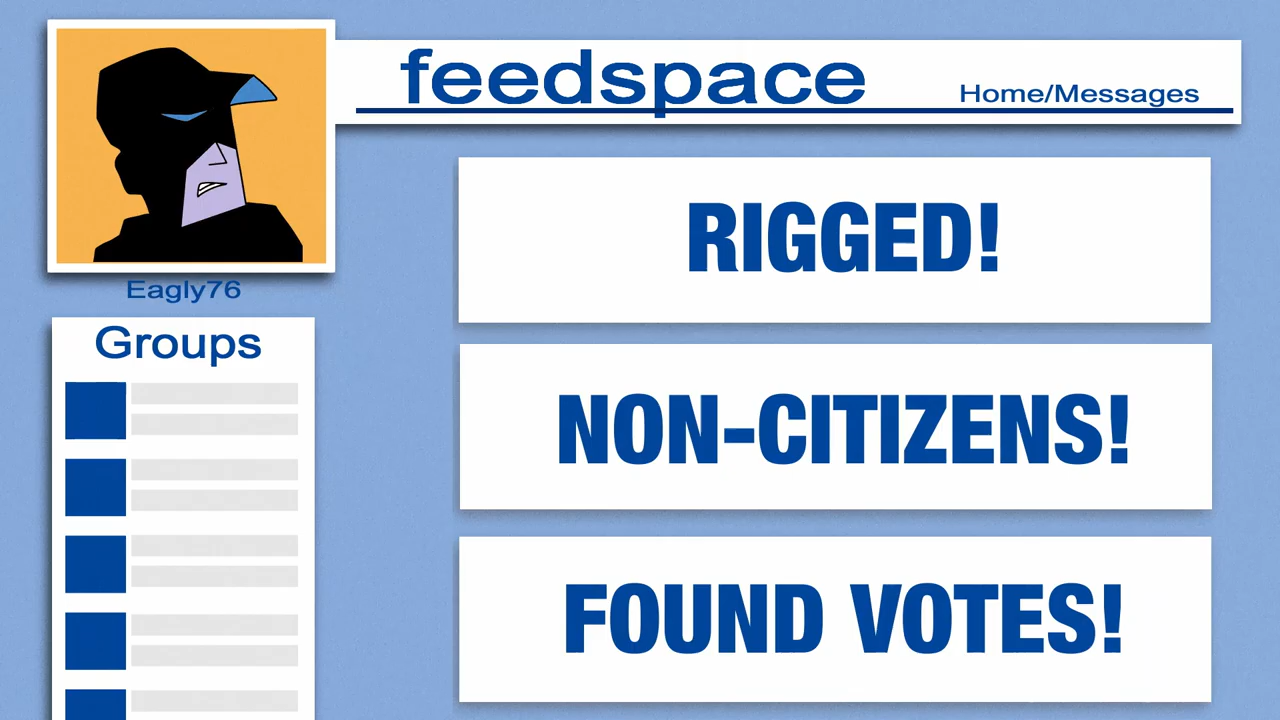 feedspace
Home/Messages
Eagly76
Groups
RIGGED!
NON-CITIZENS!
FOUND VOTES!